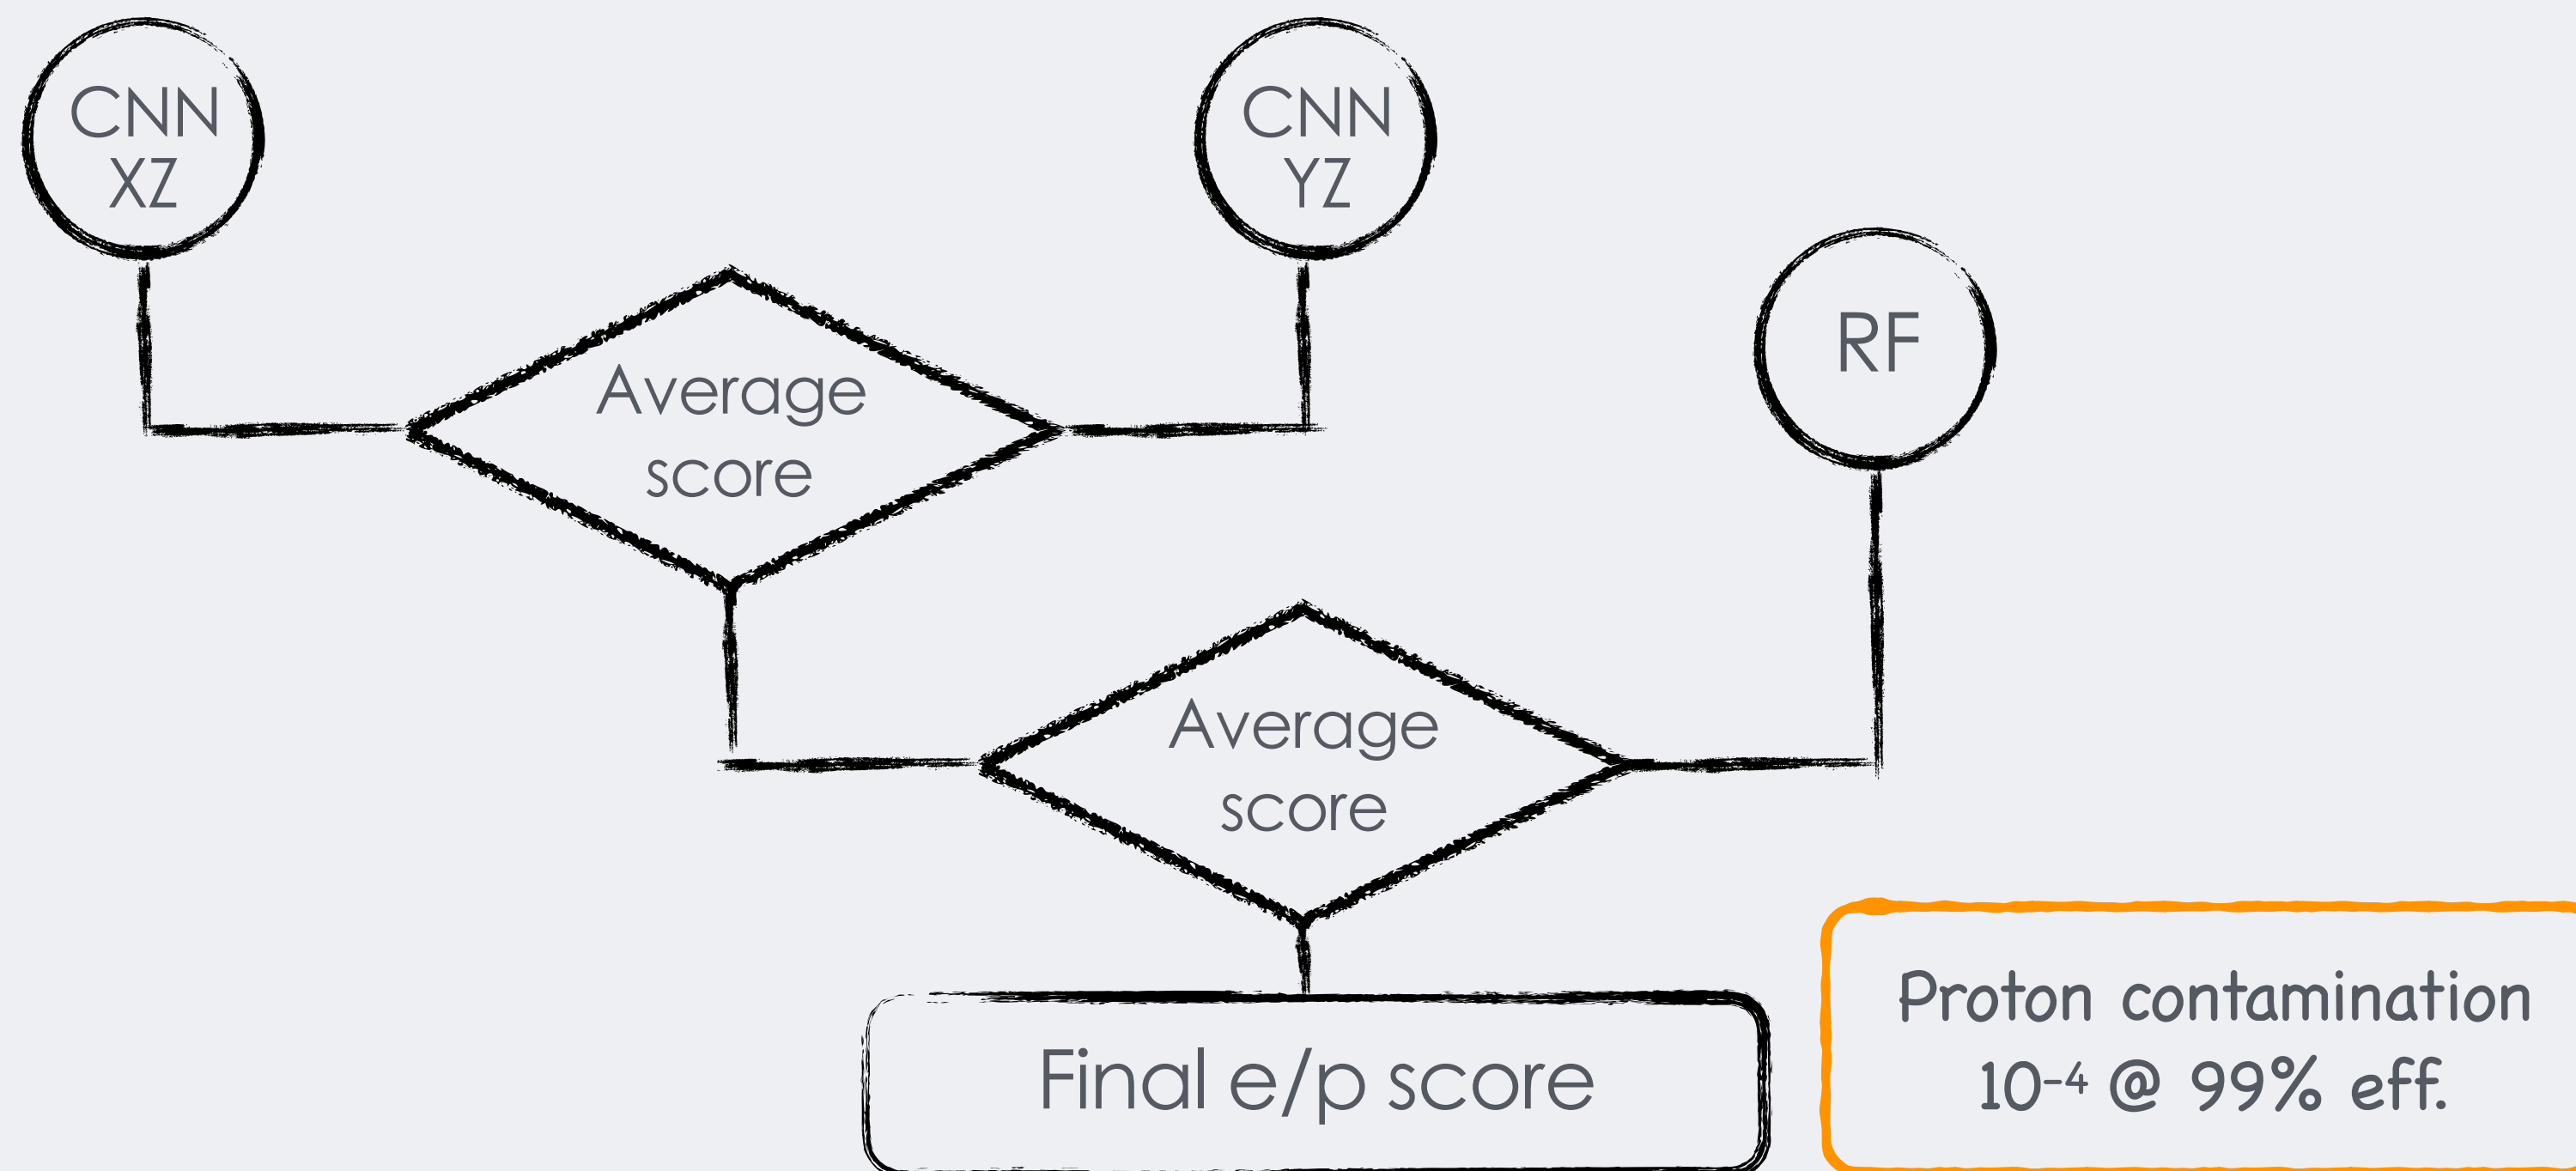 CNN
XZ
CNN
YZ
RF
Average
score
Average
score
Final e/p score
Proton contamination
10⁻⁴ @ 99% eff.